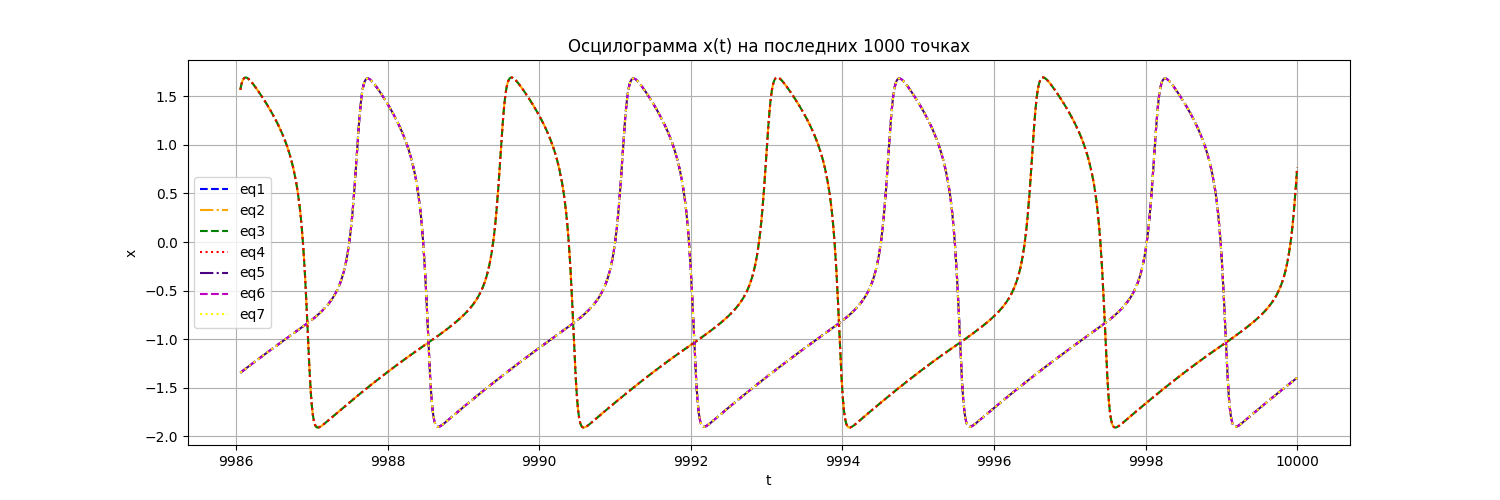 Осцилограмма x(t) на последних 1000 точках
x
1.5
1.0
0.5
0.0
−0.5
−1.0
−1.5
−2.0
eq1
eq2
eq3
eq4
eq5
eq6
eq7
9986
9988
9990
9992
9994
9996
9998
10000
t